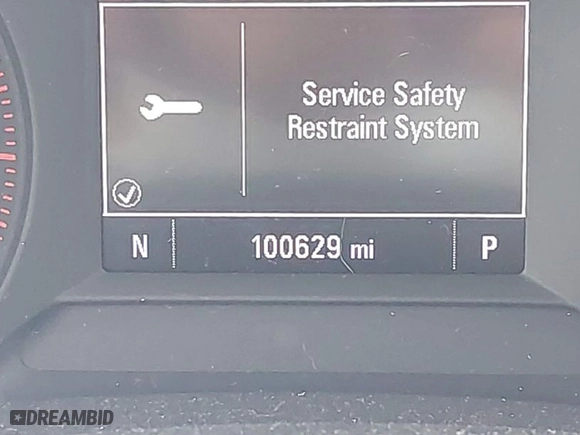 Service Safety
Restraint System
N 100629 mi P
DREAMBID